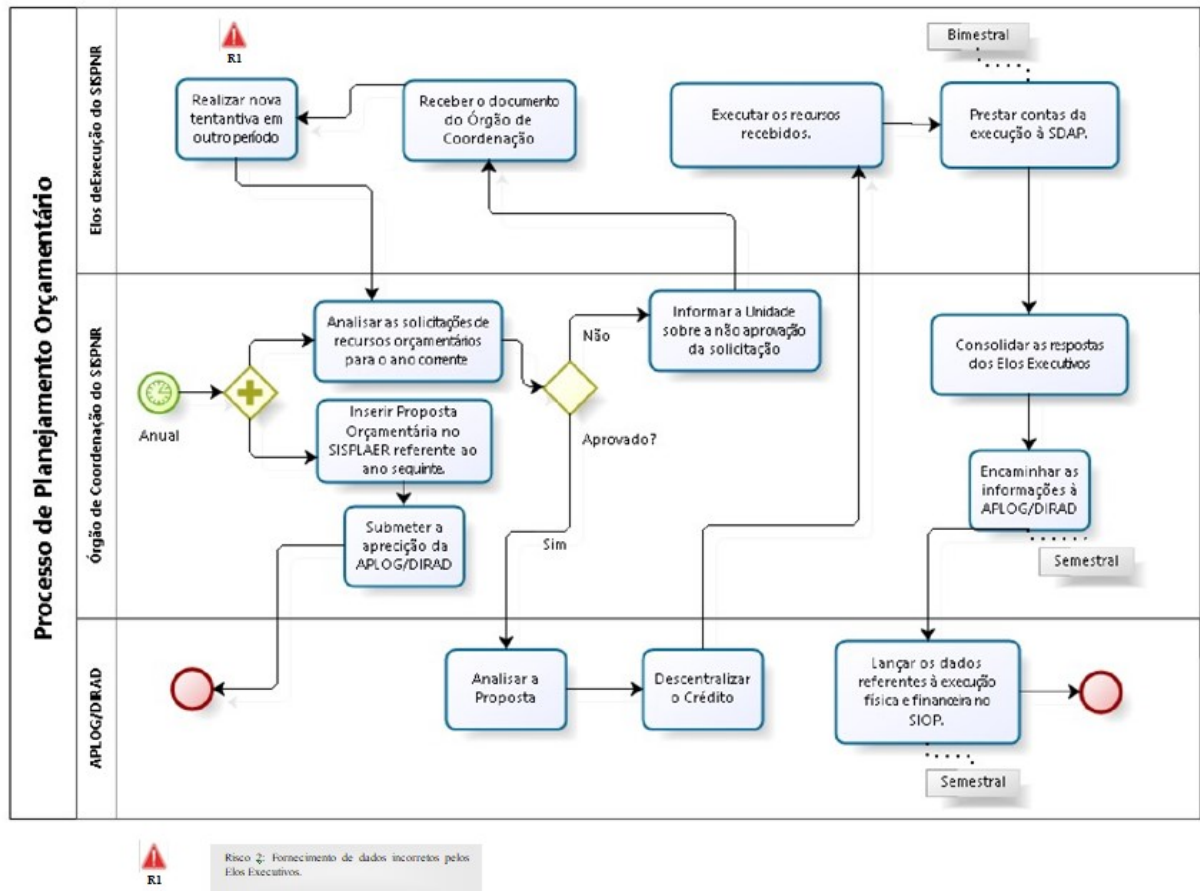 Processo de Planejamento Orçamentário
Elos deExecução do SISPNR
R1
Realizar nova
tentantiva em
outro período
Receber o documento
do Órgão de
Coordenação
Executar os recursos
recebidos.
Bimestral
Prestar contas da
execução à SDAP.
Órgão de Coordenação do SISPNR
Anual
Analisar as solicitações de
recursos orçamentários
para o ano corrente
Inserir Proposta
Orçamentária no
SISPLAER referente ao
ano seguinte.
Submeter a
aprecição da
APLOG/DIRAD
Não
Aprovado?
Sim
Informar a Unidade
sobre a não aprovação
da solicitação
Consolidar as respostas
dos Elos Executivos
Encaminhar as
informações à
APLOG/DIRAD
Semestral
APLOG/DIRAD
Analisar a
Proposta
Descentralizar
o Crédito
Lançar os dados
referentes à execução
física e financeira no
SIOP.
Semestral
R1
Risco 2: Fornecimento de dados incorretos pelos
Elos Executivos.